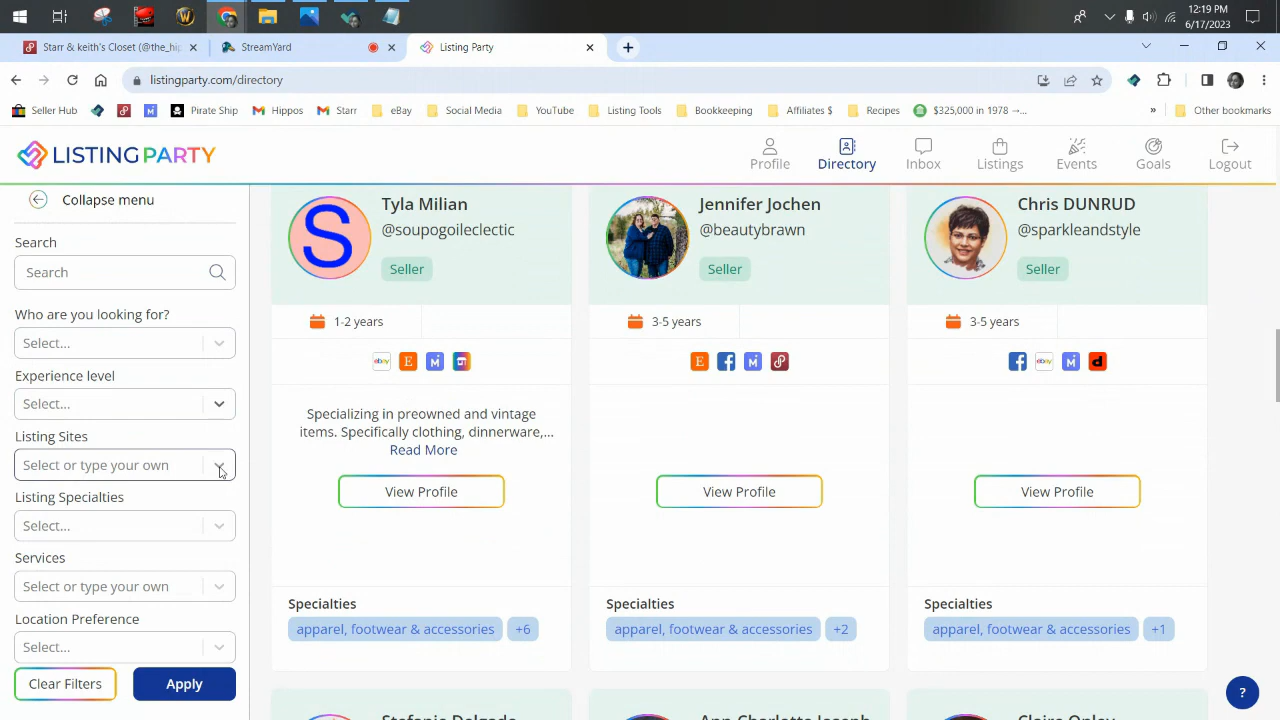 12:19 PM
6/17/2023
Starr & keith's Closet (@the_hip
StreamYard
Listing Party
listingparty.com/directory
Seller Hub
Pirate Ship
Hippos
Starr
eBay
Social Media
YouTube
Listing Tools
Bookkeeping
Affiliates $
Recipes
$325,000 in 1978 →...
»
Other bookmarks
LISTINGPARTY
Profile
Directory
Inbox
Listings
Events
Goals
Logout
Collapse menu
Search
Search
Who are you looking for?
Select...
Experience level
Select...
Listing Sites
Select or type your own
Listing Specialties
Select...
Services
Select or type your own
Location Preference
Select...
Clear Filters
Apply
S
Tyla Milian
@soupogoileclectic
Seller
1-2 years
ebay
E
M
Specializing in preowned and vintage
items. Specifically clothing, dinnerware,...
Read More
View Profile
Specialties
apparel, footwear & accessories +6
Jennifer Jochen
@beautybrawn
Seller
3-5 years
E
f
M
View Profile
Specialties
apparel, footwear & accessories +2
Chris DUNRUD
@sparkleandstyle
Seller
3-5 years
f
ebay
M
d
View Profile
Specialties
apparel, footwear & accessories +1
?